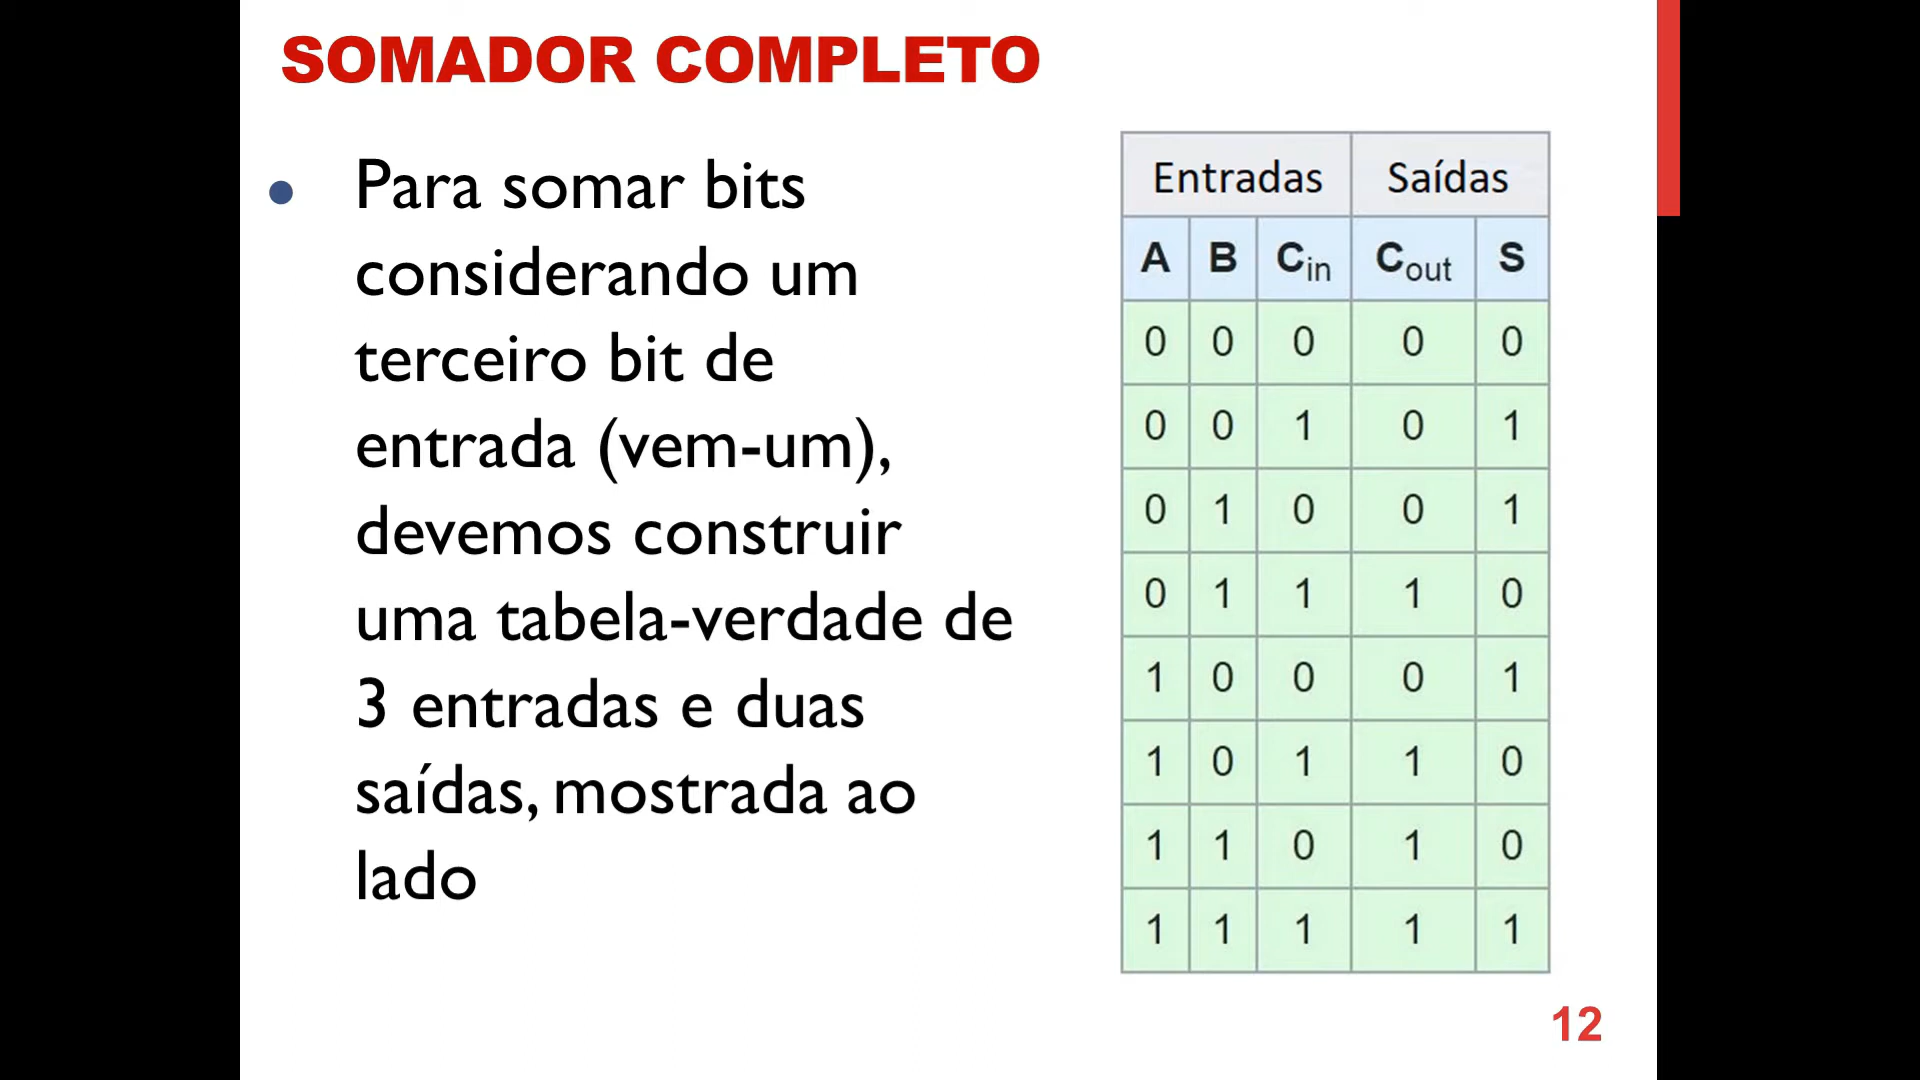 SOMADOR COMPLETO
• Para somar bits
considerando um
terceiro bit de
entrada (vem-um),
devemos construir
uma tabela-verdade de
3 entradas e duas
saídas, mostrada ao
lado
Entradas Saídas
A B Cin Cout S
0 0 0 0 0
0 0 1 0 1
0 1 0 0 1
0 1 1 1 0
1 0 0 0 1
1 0 1 1 0
1 1 0 1 0
1 1 1 1 1
12